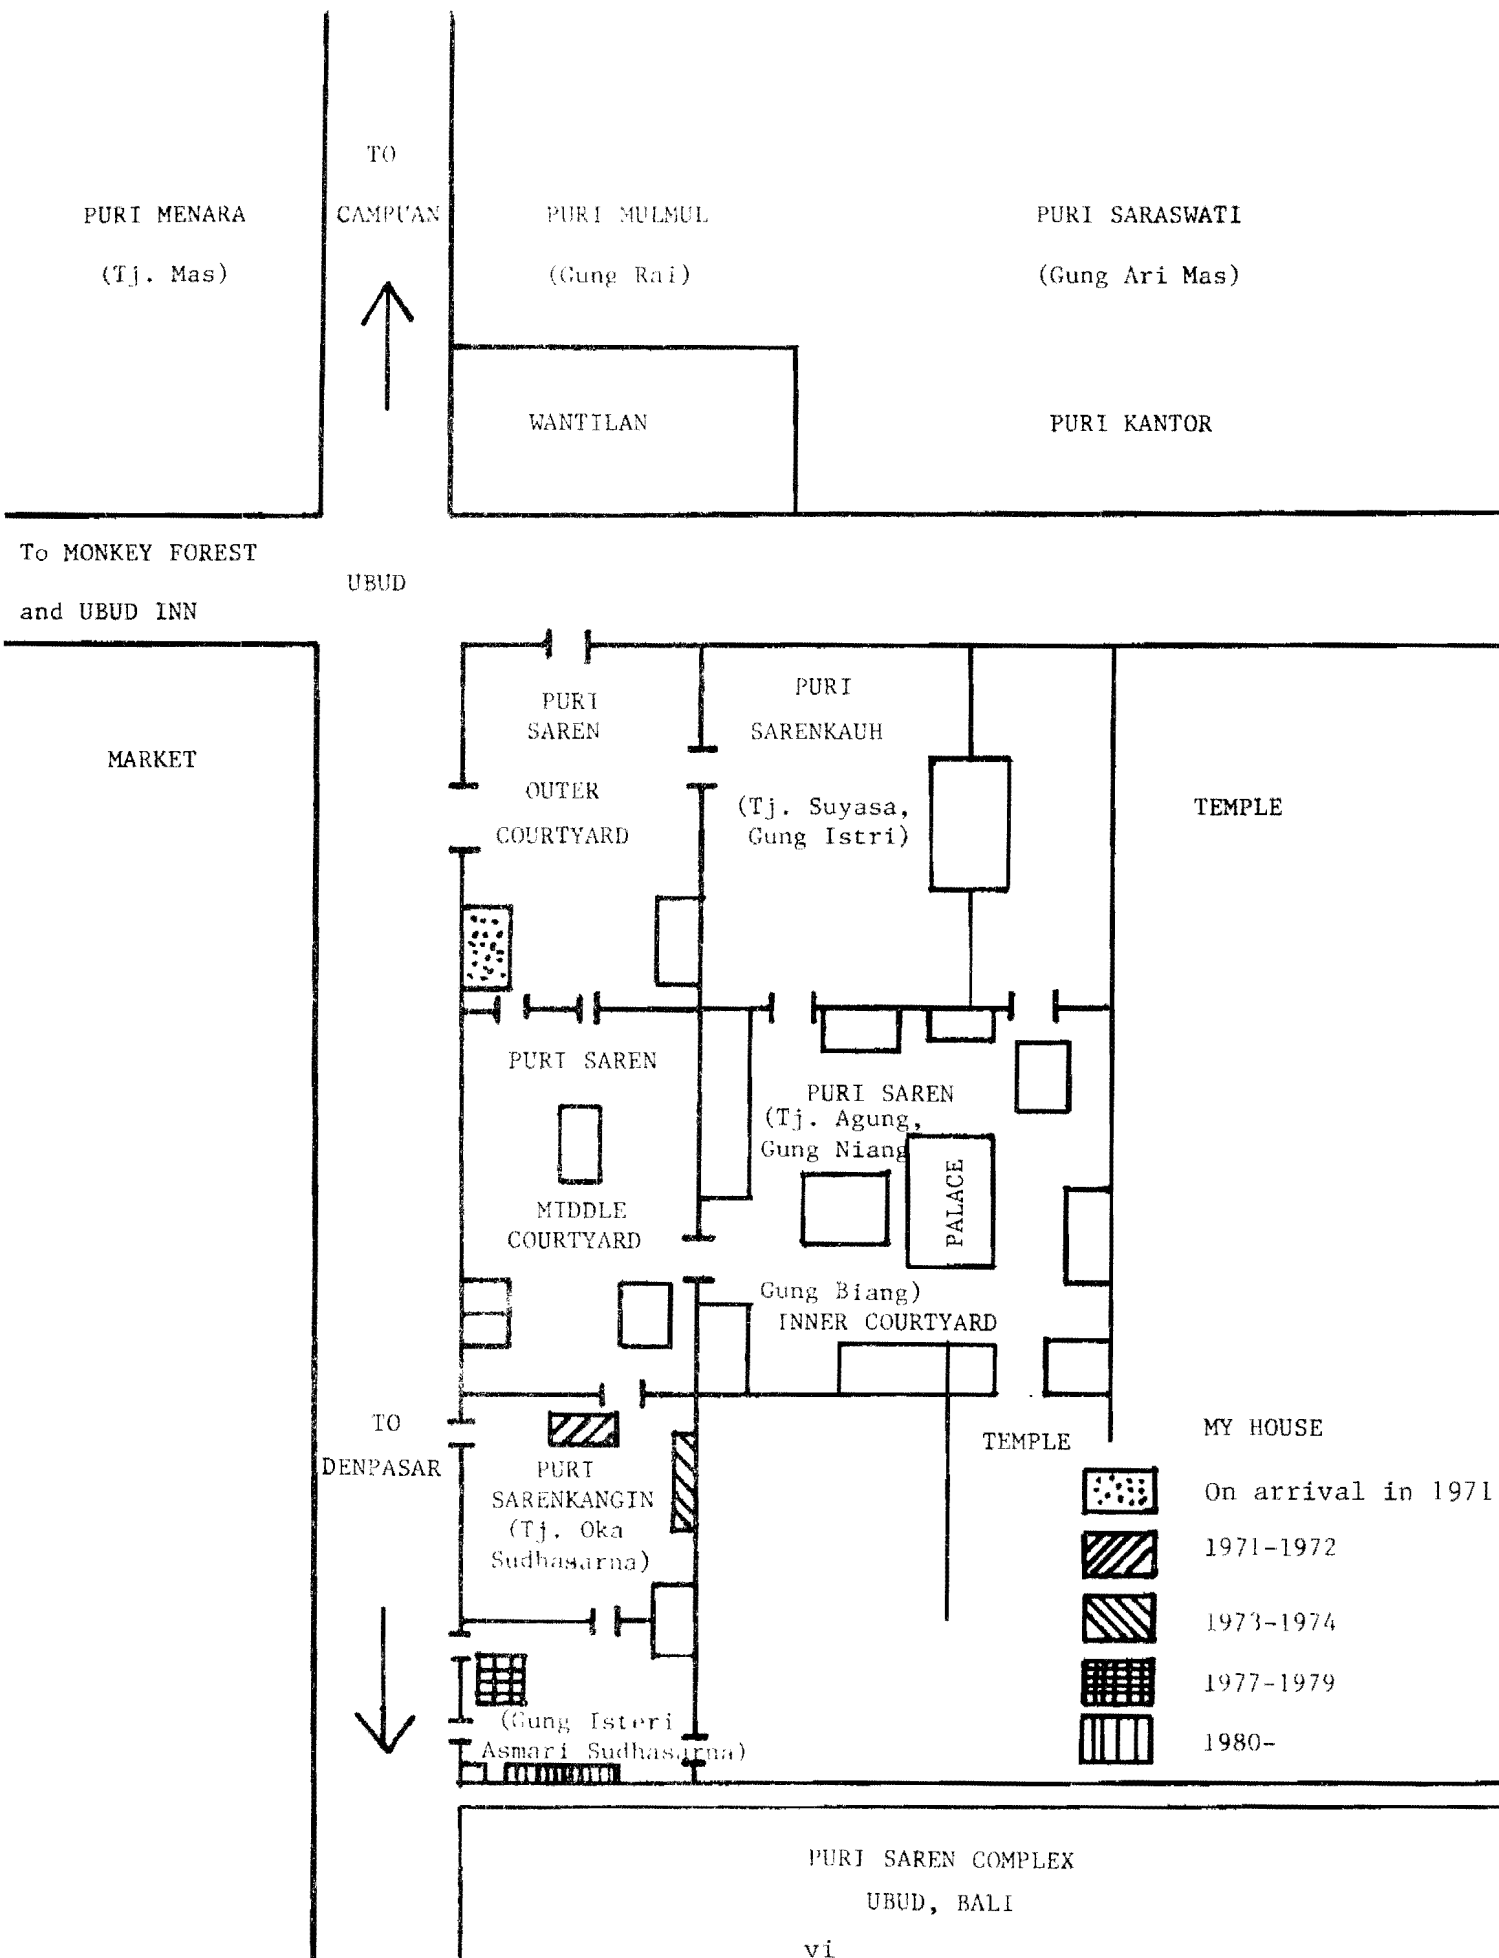 TO
PURI MENARA
CAMPUAN
PURI MULMUL
PURI SARASWATI
(Tj. Mas)
(Gung Rai)
(Gung Ari Mas)
WANTILAN
PURI KANTOR
To MONKEY FOREST
and UBUD INN
UBUD
MARKET
PURI
SAREN
OUTER
COURTYARD
PURI
SARENKAUH
(Tj. Suyasa,
Gung Istri)
TEMPLE
PURI SAREN
MIDDLE
COURTYARD
PURI SAREN
(Tj. Agung,
Gung Niang
PALACE
Gung Biang)
INNER COURTYARD
TO
DENPASAR
PURI
SARENKANGIN
(Tj. Oka
Sudhasarna)
TEMPLE
(Gung Isteri
Asmari Sudhasarna)
MY HOUSE
On arrival in 1971
1971-1972
1973-1974
1977-1979
1980-
PURI SAREN COMPLEX
UBUD, BALI
vi